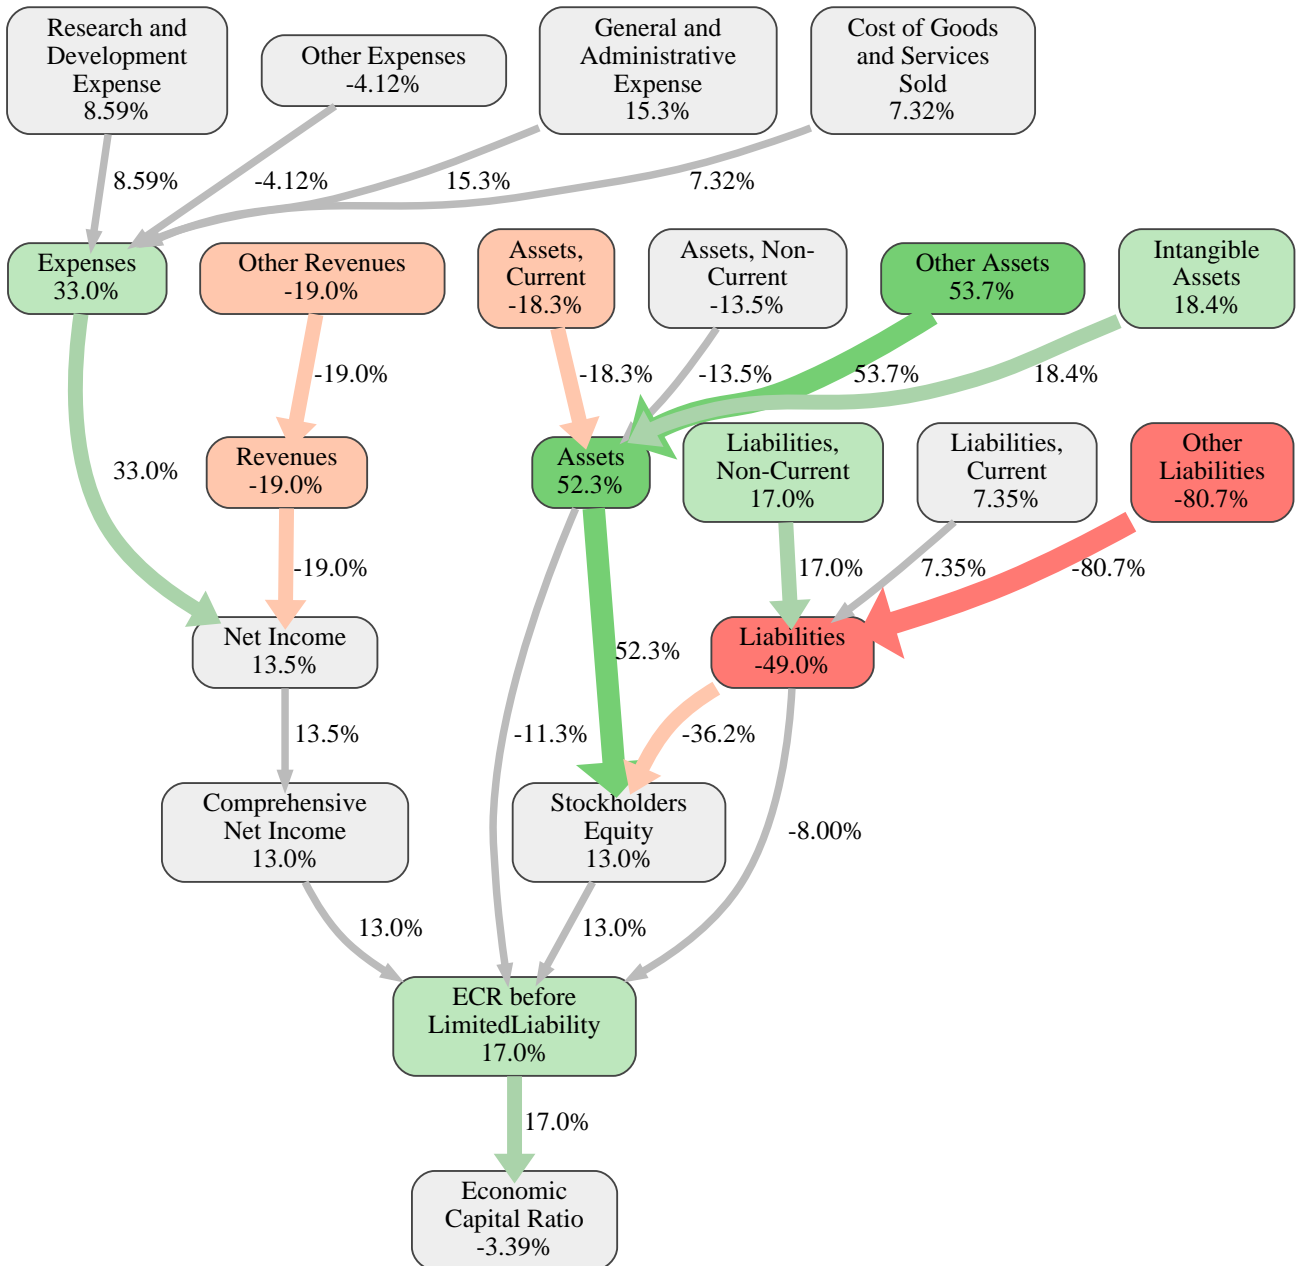 Research and
Development
Expense
8.59%
Other Expenses
-4.12%
General and
Administrative
Expense
15.3%
Cost of Goods
and Services
Sold
7.32%
8.59%
-4.12%
15.3%
7.32%
Expenses
33.0%
Other Revenues
-19.0%
Assets,
Current
-18.3%
Assets, Non-
Current
-13.5%
Other Assets
53.7%
Intangible
Assets
18.4%
-19.0%
-18.3%
-13.5%
53.7%
18.4%
33.0%
Revenues
-19.0%
Assets
52.3%
Liabilities,
Non-Current
17.0%
Liabilities,
Current
7.35%
Other
Liabilities
-80.7%
-19.0%
17.0%
7.35%
-80.7%
Net Income
13.5%
52.3%
Liabilities
-49.0%
13.5%
-11.3%
-36.2%
Comprehensive
Net Income
13.0%
Stockholders
Equity
13.0%
-8.00%
13.0%
13.0%
ECR before
LimitedLiability
17.0%
17.0%
Economic
Capital Ratio
-3.39%